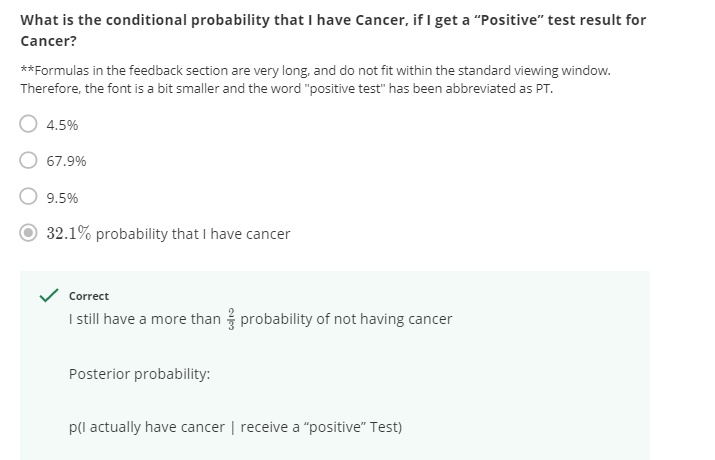 What is the conditional probability that I have Cancer, if I get a “Positive” test result for
Cancer?
**Formulas in the feedback section are very long, and do not fit within the standard viewing window.
Therefore, the font is a bit smaller and the word "positive test" has been abbreviated as PT.
4.5%
67.9%
9.5%
32.1% probability that I have cancer
Correct
I still have a more than 2/3 probability of not having cancer
Posterior probability:
p(I actually have cancer | receive a “positive” Test)